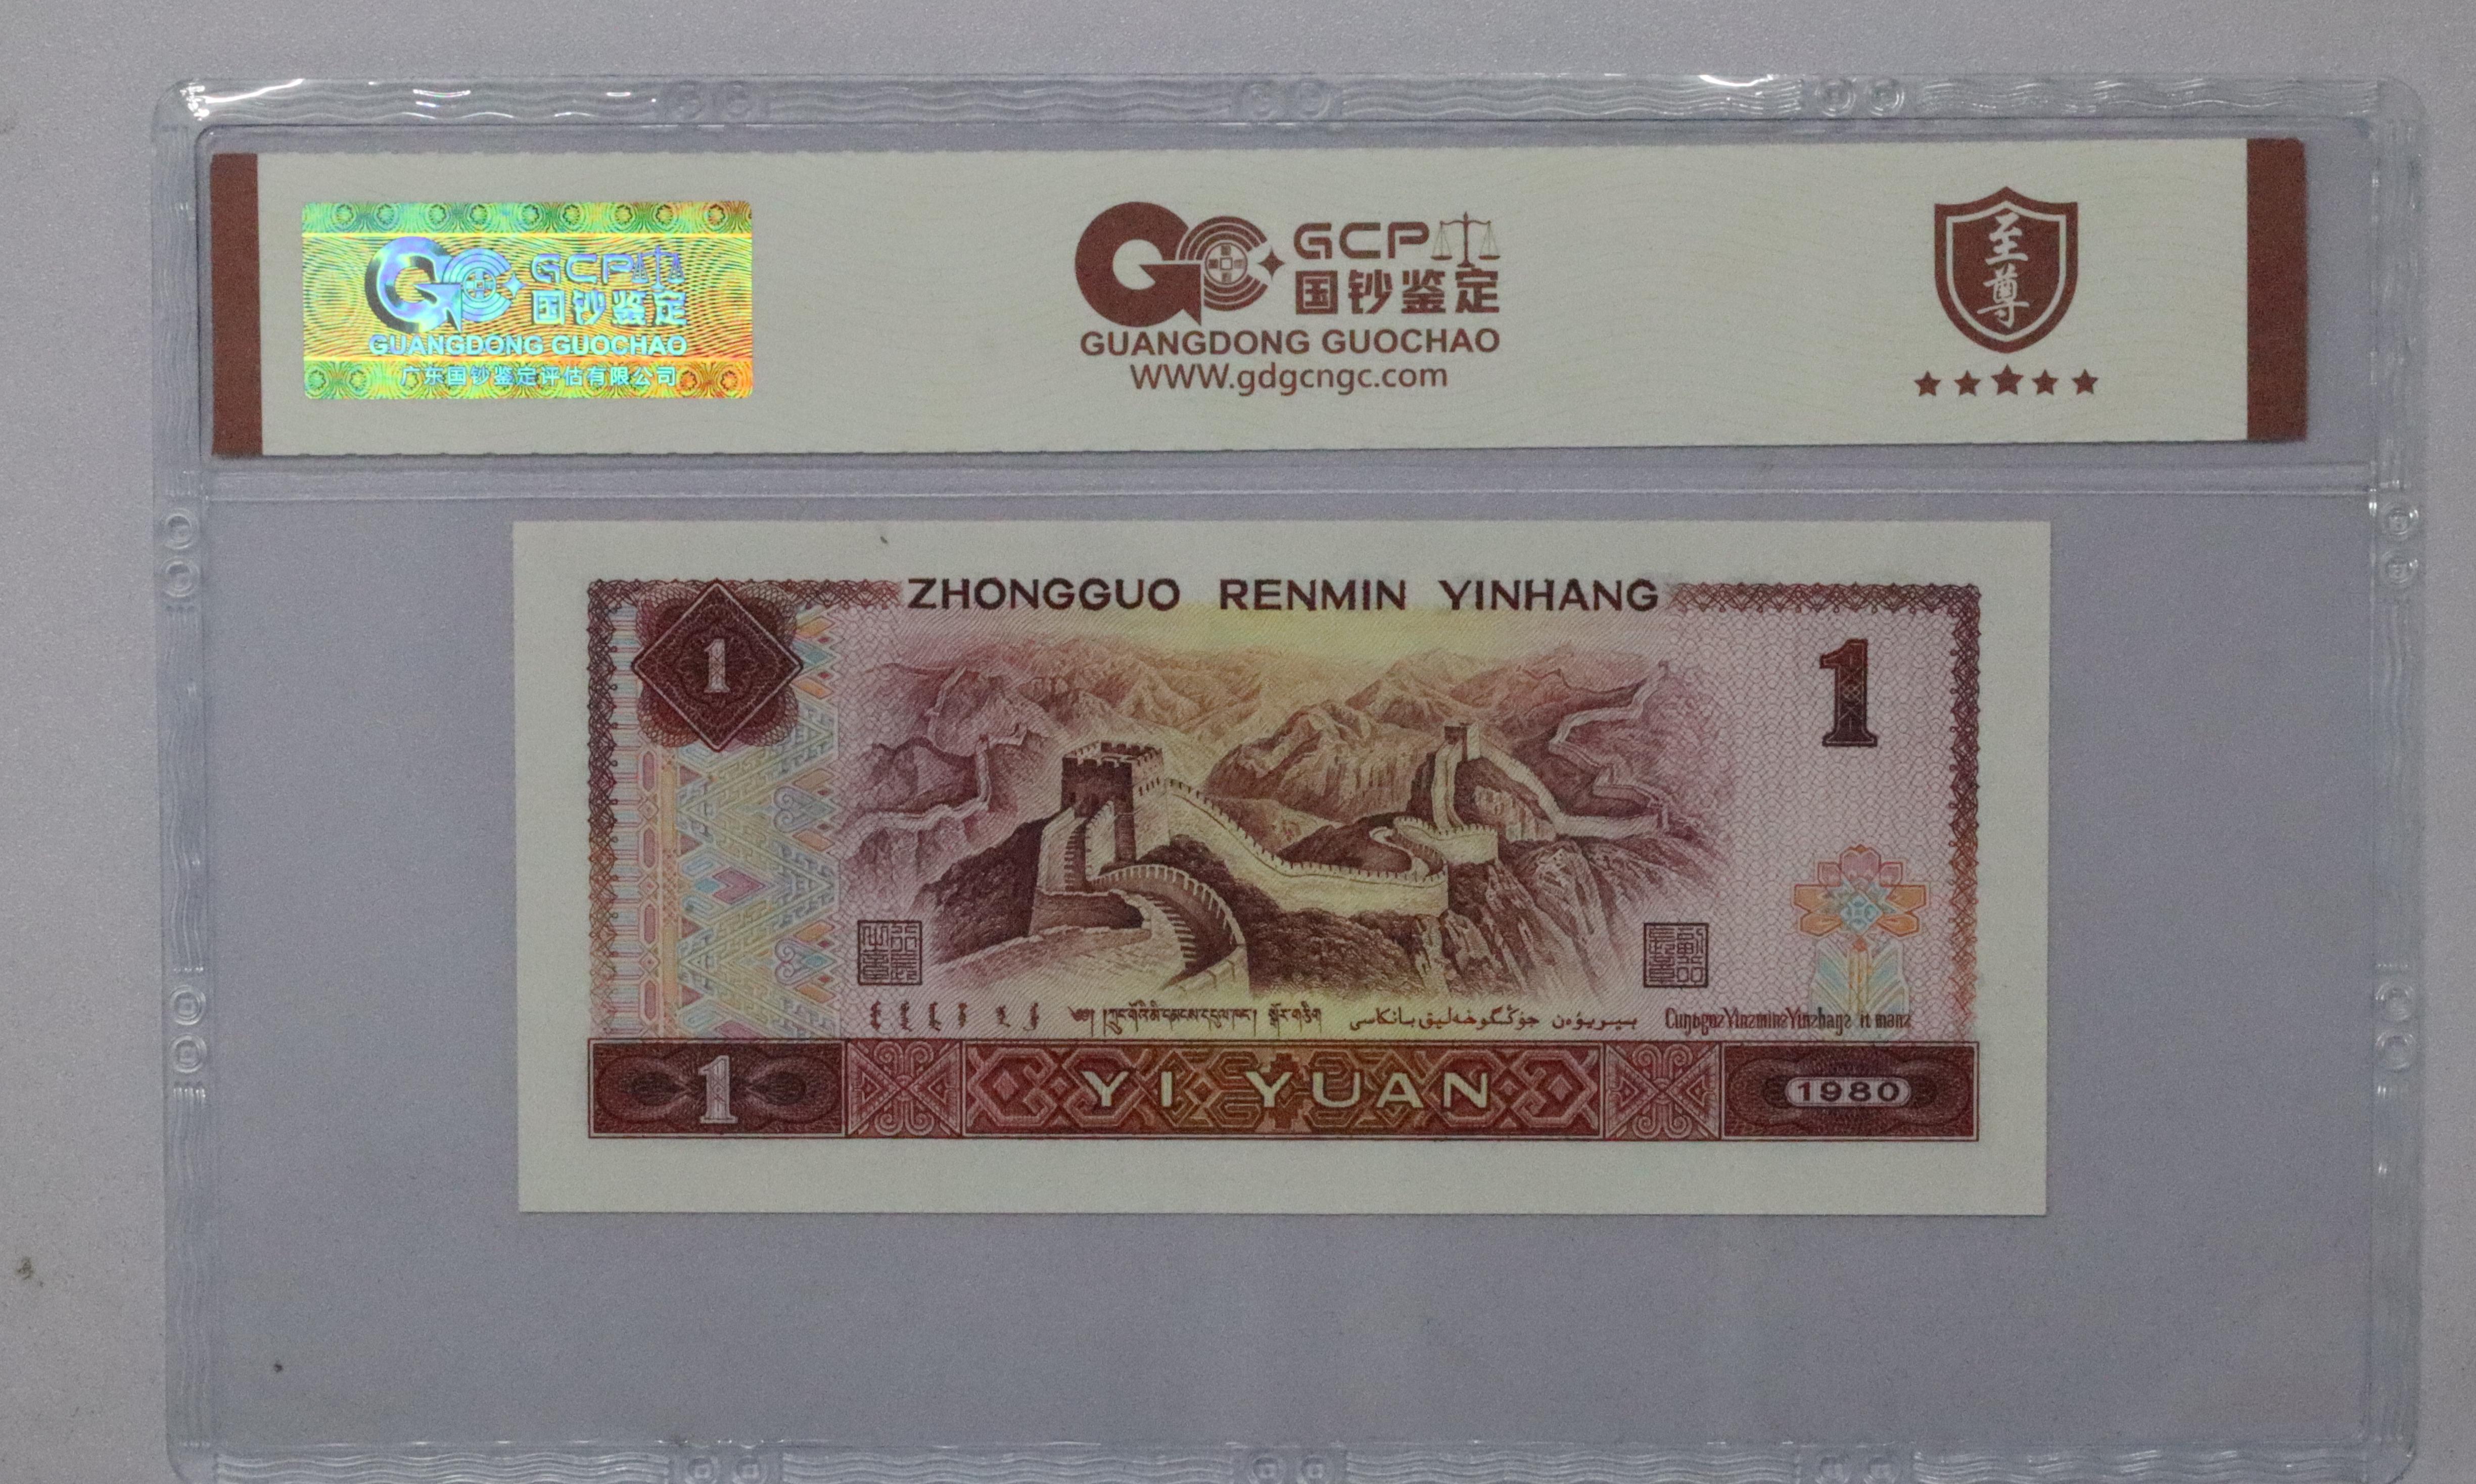 GCP
国钞鉴定
GUANGDONG GUOCHAO
广东国钞鉴定评估有限公司
GCP
国钞鉴定
GUANGDONG GUOCHAO
WWW.gdgcngc.com
至尊
ZHONGGUO RENMIN YINHANG
1
1
1
YI YUAN
1980